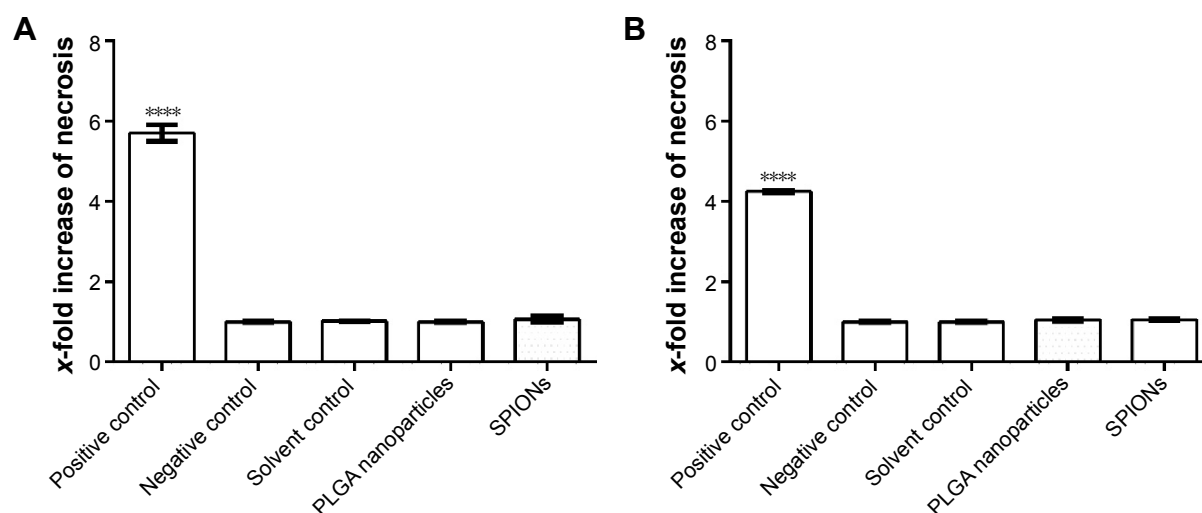 A
x-fold increase of necrosis
8
6
4
2
0
****
Positive control
Negative control
Solvent control
PLGA nanoparticles
SPIONs
B
x-fold increase of necrosis
8
6
4
2
0
****
Positive control
Negative control
Solvent control
PLGA nanoparticles
SPIONs